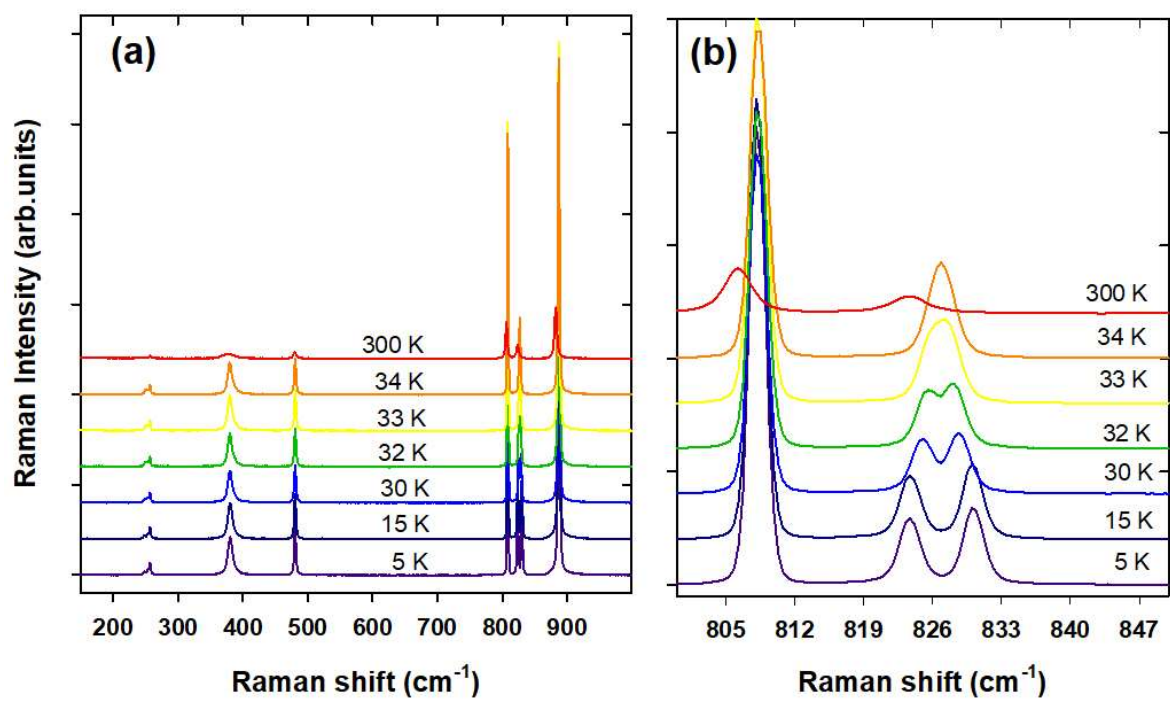 (a)
300 K
34 K
33 K
32 K
30 K
15 K
5 K
200 300 400 500 600 700 800 900
Raman shift (cm-1)
Raman Intensity (arb.units)
(b)
300 K
34 K
33 K
32 K
30 K
15 K
5 K
805 812 819 826 833 840 847
Raman shift (cm-1)